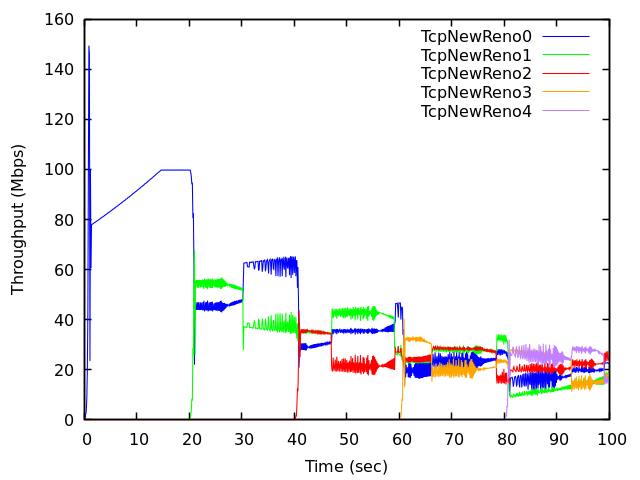 160
140
120
100
80
60
40
20
0
Throughput (Mbps)
TcpNewReno0
TcpNewReno1
TcpNewReno2
TcpNewReno3
TcpNewReno4
0 10 20 30 40 50 60 70 80 90 100
Time (sec)